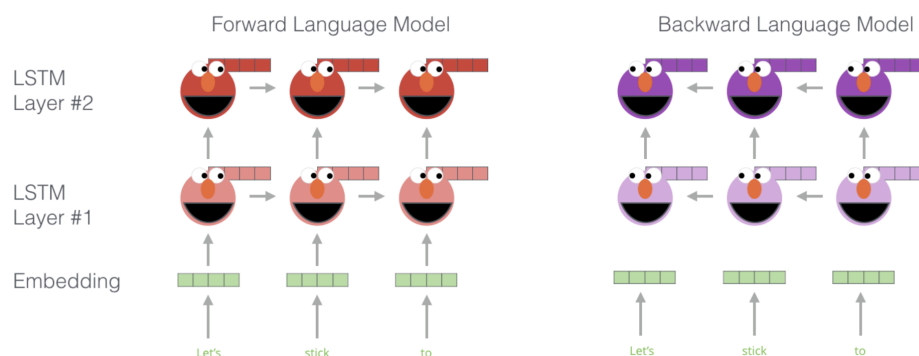 Forward Language Model
Backward Language Model
LSTM
Layer #2
LSTM
Layer #1
Embedding
Let's
stick
to
Let's
stick
to